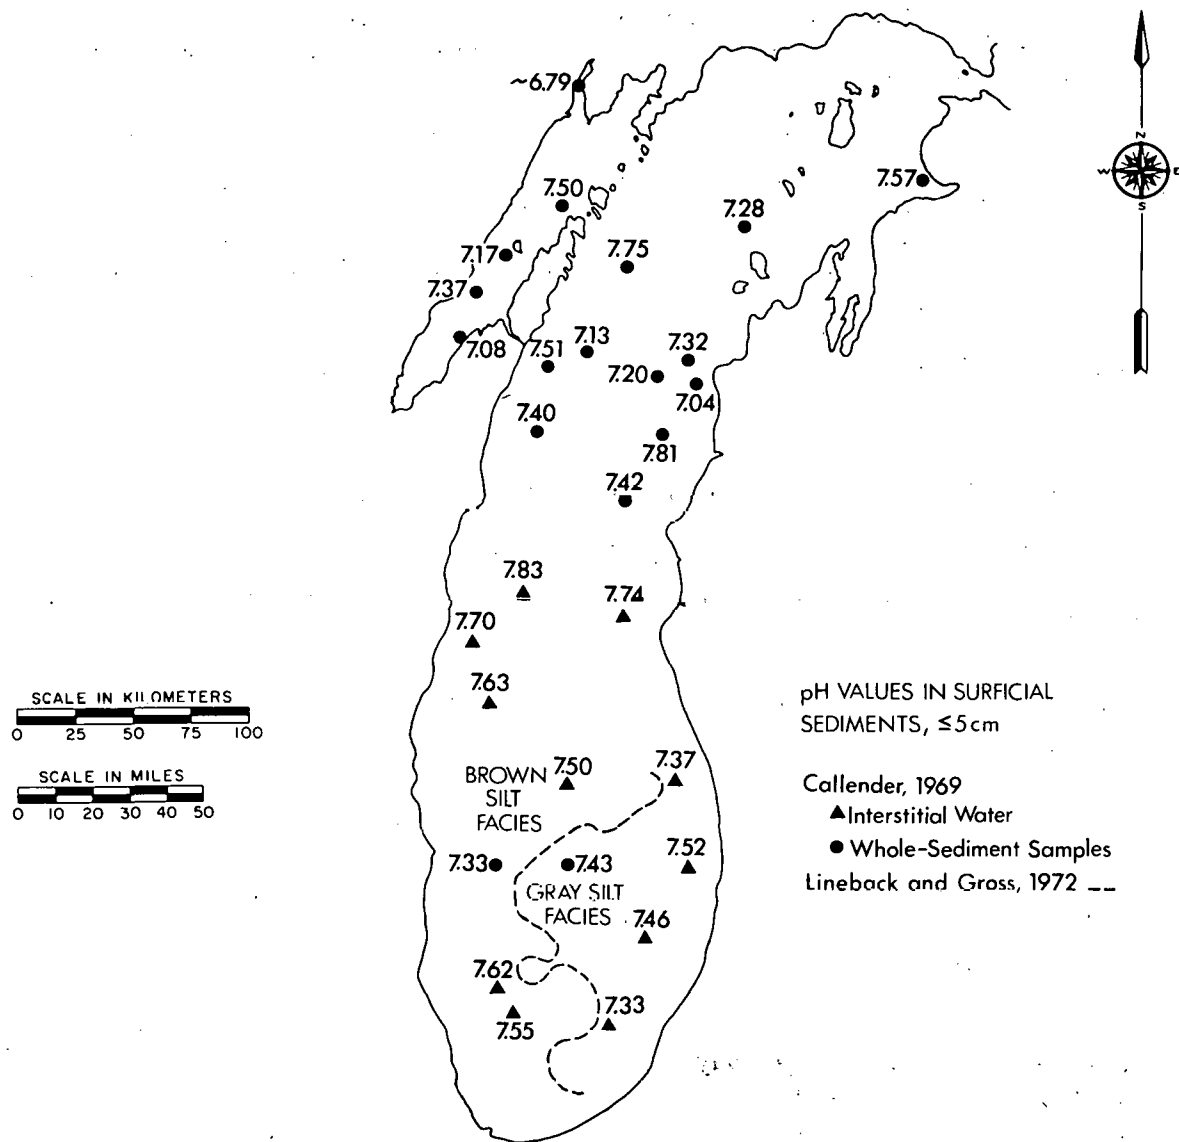 ~6.79
N
W
E
S
7.57
7.50
7.28
7.17
7.75
7.37
7.13
7.32
7.08
7.51
7.20
7.04
7.40
7.81
7.42
7.83
7.74
7.70
7.63
SCALE IN KILOMETERS
0 25 50 75 100
SCALE IN MILES
0 10 20 30 40 50
pH VALUES IN SURFICIAL
SEDIMENTS, ≤5cm
Callender, 1969
▲ Interstitial Water
● Whole-Sediment Samples
Lineback and Gross, 1972 --
BROWN
SILT
FACIES
7.50
7.37
7.33
7.43
7.52
GRAY SILT
FACIES
7.46
7.62
7.55
7.33